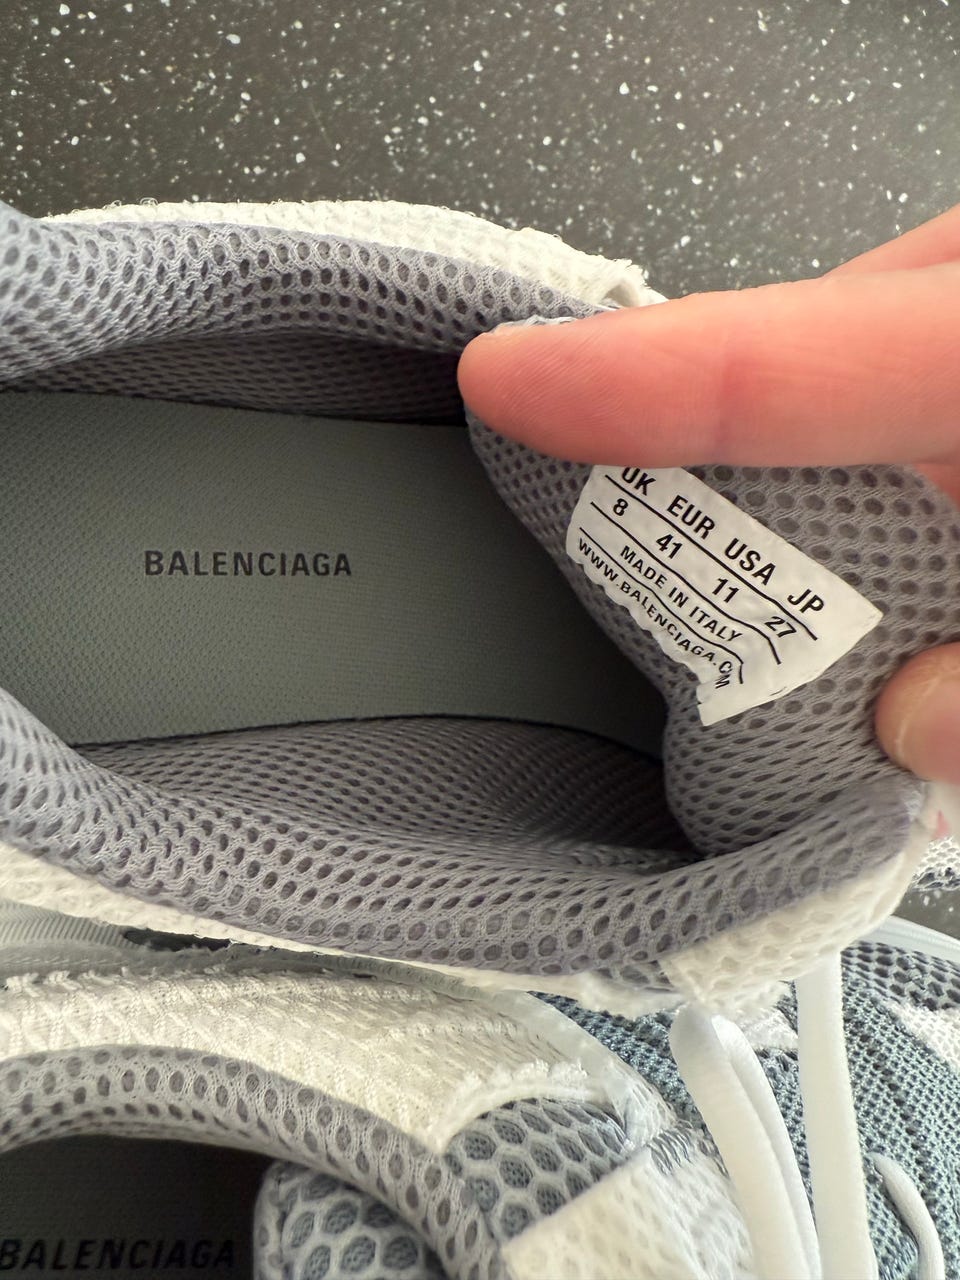 BALENCIAGA
UK EUR USA JP
8 41 11 27
MADE IN ITALY
WWW.BALENCIAGA.COM
BALENCIAGA